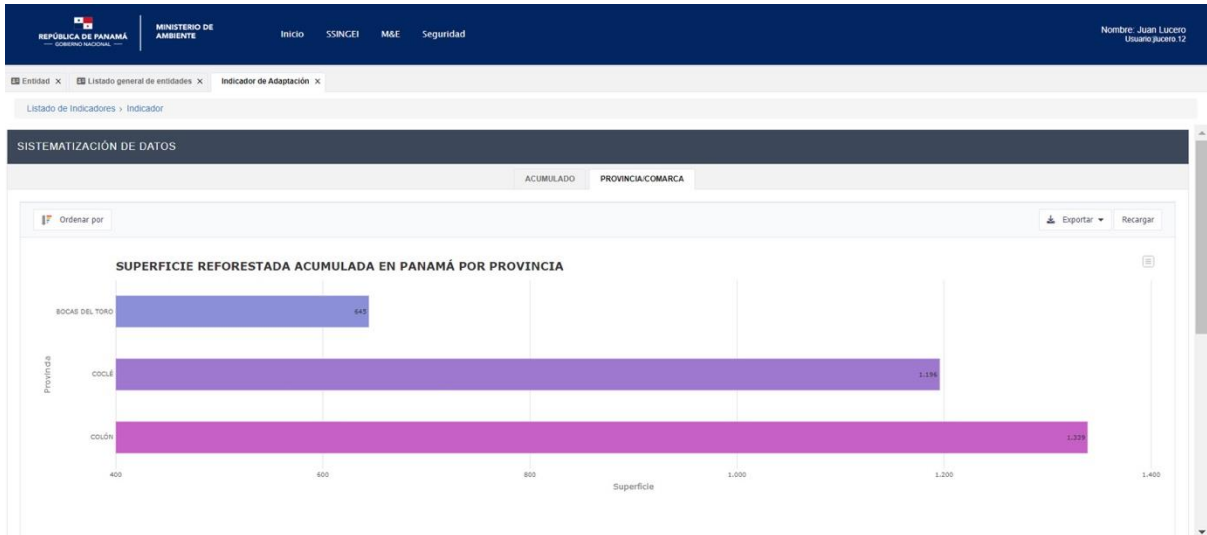 REPÚBLICA DE PANAMÁ
— GOBIERNO NACIONAL —
MINISTERIO DE
AMBIENTE
Inicio SSINGEI M&E Seguridad
Nombre: Juan Lucero
Usuario:jlucero.12
Entidad x Listado general de entidades x Indicador de Adaptación x
Listado de Indicadores > Indicador
SISTEMATIZACIÓN DE DATOS
ACUMULADO PROVINCIA/COMARCA
Ordenar por Exportar Recargar
SUPERFICIE REFORESTADA ACUMULADA EN PANAMÁ POR PROVINCIA
BOCAS DEL TORO 645
Provincia
COCLÉ 1.196
COLÓN 1.339
400 600 800 1.000 1.200 1.400
Superficie